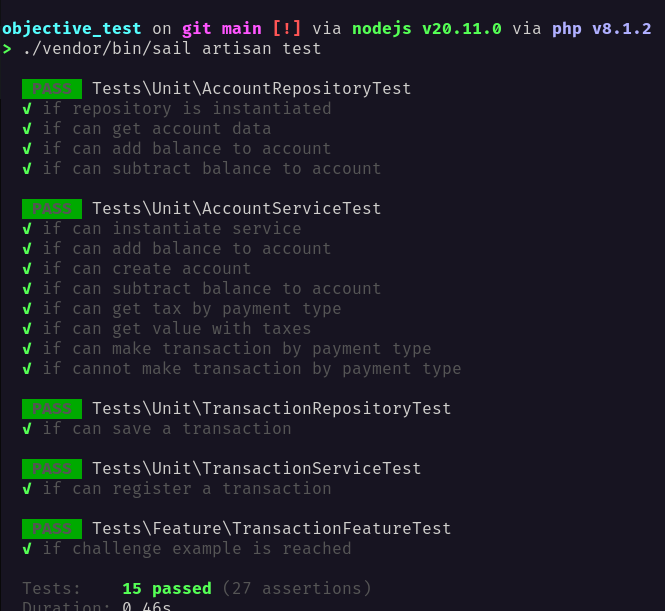 objective_test on git main [!] via nodejs v20.11.0 via php v8.1.2
> ./vendor/bin/sail artisan test
PASS Tests\Unit\AccountRepositoryTest
✓ if repository is instantiated
✓ if can get account data
✓ if can add balance to account
✓ if can subtract balance to account
PASS Tests\Unit\AccountServiceTest
✓ if can instantiate service
✓ if can add balance to account
✓ if can create account
✓ if can subtract balance to account
✓ if can get tax by payment type
✓ if can get value with taxes
✓ if can make transaction by payment type
✓ if cannot make transaction by payment type
PASS Tests\Unit\TransactionRepositoryTest
✓ if can save a transaction
PASS Tests\Unit\TransactionServiceTest
✓ if can register a transaction
PASS Tests\Feature\TransactionFeatureTest
✓ if challenge example is reached
Tests: 15 passed (27 assertions)
Duration: 0.46s